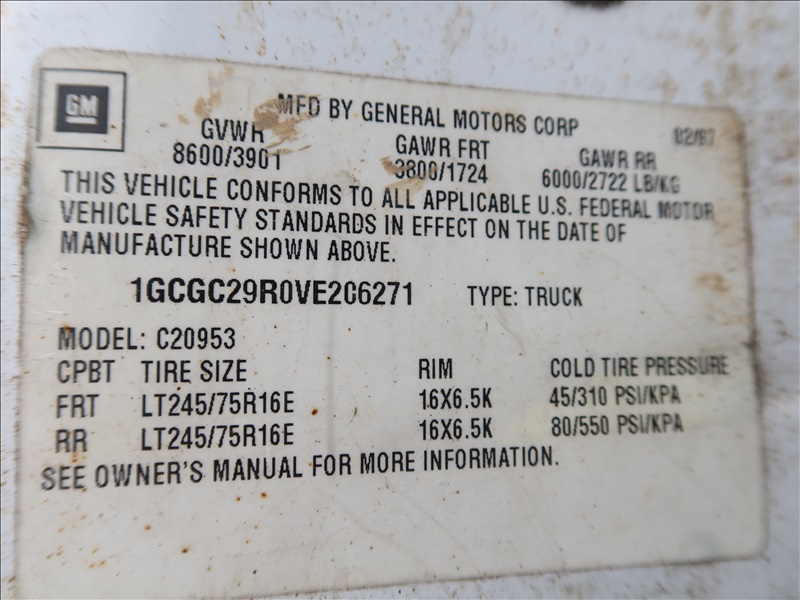 GM
MFD BY GENERAL MOTORS CORP 02/97
GVWR GAWR FRT GAWR RR
8600/3901 3800/1724 6000/2722 LB/KG
THIS VEHICLE CONFORMS TO ALL APPLICABLE U.S. FEDERAL MOTOR
VEHICLE SAFETY STANDARDS IN EFFECT ON THE DATE OF
MANUFACTURE SHOWN ABOVE.
1GCGC29R0VE206271 TYPE: TRUCK
MODEL: C20953
CPBT TIRE SIZE RIM COLD TIRE PRESSURE
FRT LT245/75R16E 16X6.5K 45/310 PSI/KPA
RR LT245/75R16E 16X6.5K 80/550 PSI/KPA
SEE OWNER'S MANUAL FOR MORE INFORMATION.